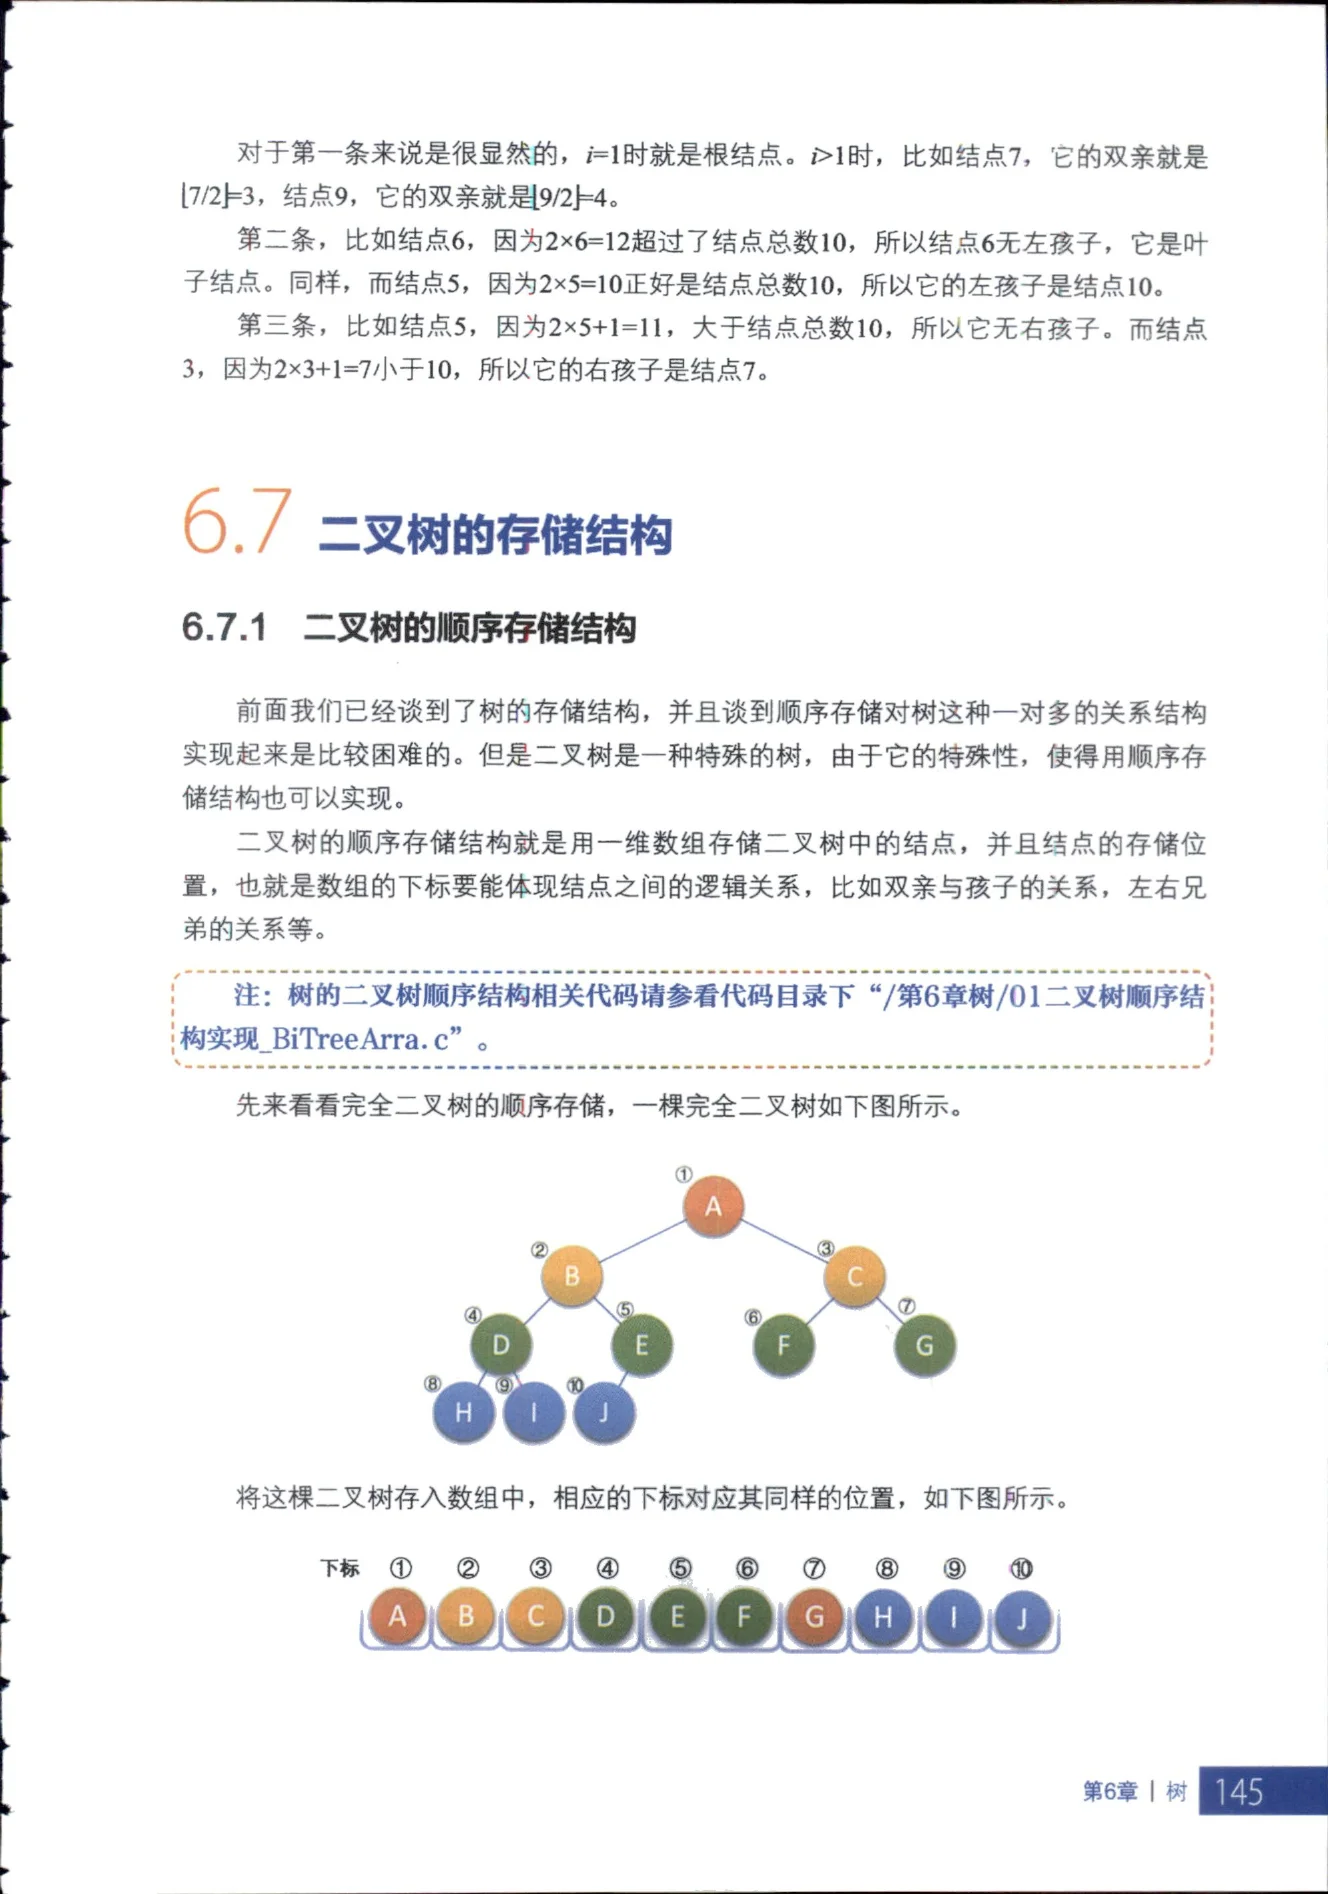 对于第一条来说是很显然的，i=1时就是根结点。i>1时，比如结点7，它的双亲就是
⌊7/2⌋=3，结点9，它的双亲就是⌊9/2⌋=4。
第二条，比如结点6，因为2×6=12超过了结点总数10，所以结点6无左孩子，它是叶
子结点。同样，而结点5，因为2×5=10正好是结点总数10，所以它的左孩子是结点10。
第三条，比如结点5，因为2×5+1=11，大于结点总数10，所以它无右孩子。而结点
3，因为2×3+1=7小于10，所以它的右孩子是结点7。
6.7 二叉树的存储结构
6.7.1 二叉树的顺序存储结构
前面我们已经谈到了树的存储结构，并且谈到顺序存储对树这种一对多的关系结构
实现起来是比较困难的。但是二叉树是一种特殊的树，由于它的特殊性，使得用顺序存
储结构也可以实现。
二叉树的顺序存储结构就是用一维数组存储二叉树中的结点，并且结点的存储位
置，也就是数组的下标要能体现结点之间的逻辑关系，比如双亲与孩子的关系，左右兄
弟的关系等。
注：树的二叉树顺序结构相关代码请参看代码目录下“/第6章树/01二叉树顺序结
构实现_BiTreeArra.c”。
先来看看完全二叉树的顺序存储，一棵完全二叉树如下图所示。
①
A
② ③
B C
④ ⑤ ⑥ ⑦
D E F G
⑧ ⑨ ⑩
H I J
将这棵二叉树存入数组中，相应的下标对应其同样的位置，如下图所示。
下标 ① ② ③ ④ ⑤ ⑥ ⑦ ⑧ ⑨ ⑩
A B C D E F G H I J
第6章 | 树 145